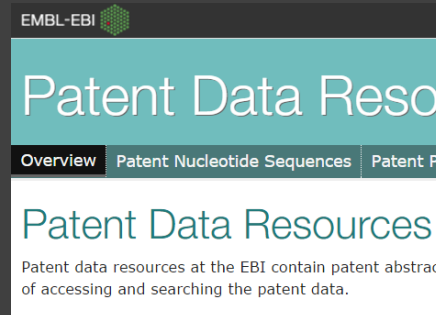 EMBL-EBI
Patent Data Reso
Overview Patent Nucleotide Sequences Patent P
Patent Data Resources
Patent data resources at the EBI contain patent abstrac
of accessing and searching the patent data.